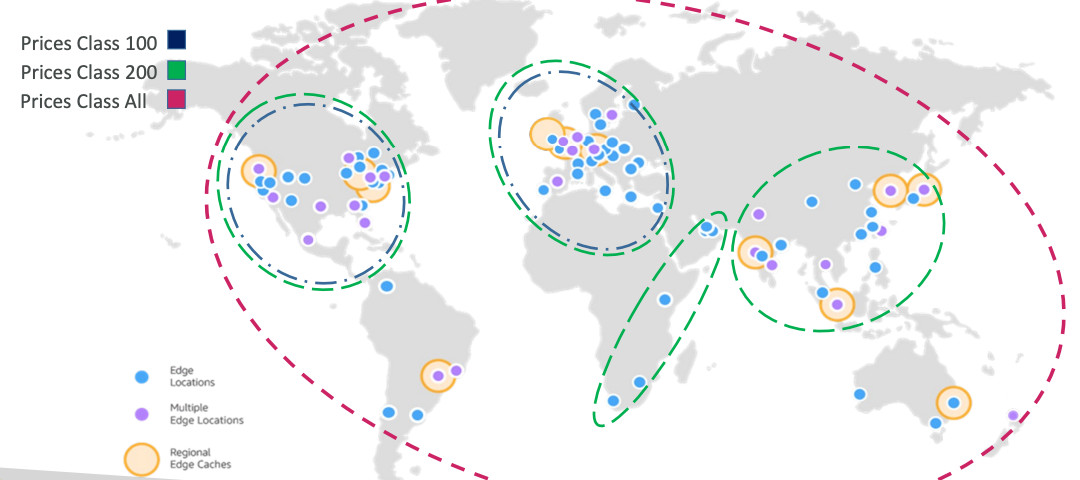 Prices Class 100
Prices Class 200
Prices Class All
Edge
Locations
Multiple
Edge Locations
Regional
Edge Caches